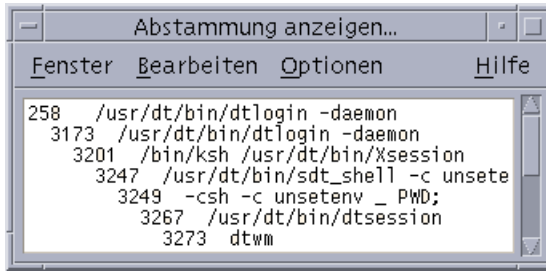 Abstammung anzeigen...
Fenster Bearbeiten Optionen Hilfe
258 /usr/dt/bin/dtlogin -daemon
3173 /usr/dt/bin/dtlogin -daemon
3201 /bin/ksh /usr/dt/bin/Xsession
3247 /usr/dt/bin/sdt_shell -c unsete
3249 -csh -c unsetenv _ PWD;
3267 /usr/dt/bin/dtsession
3273 dtwm